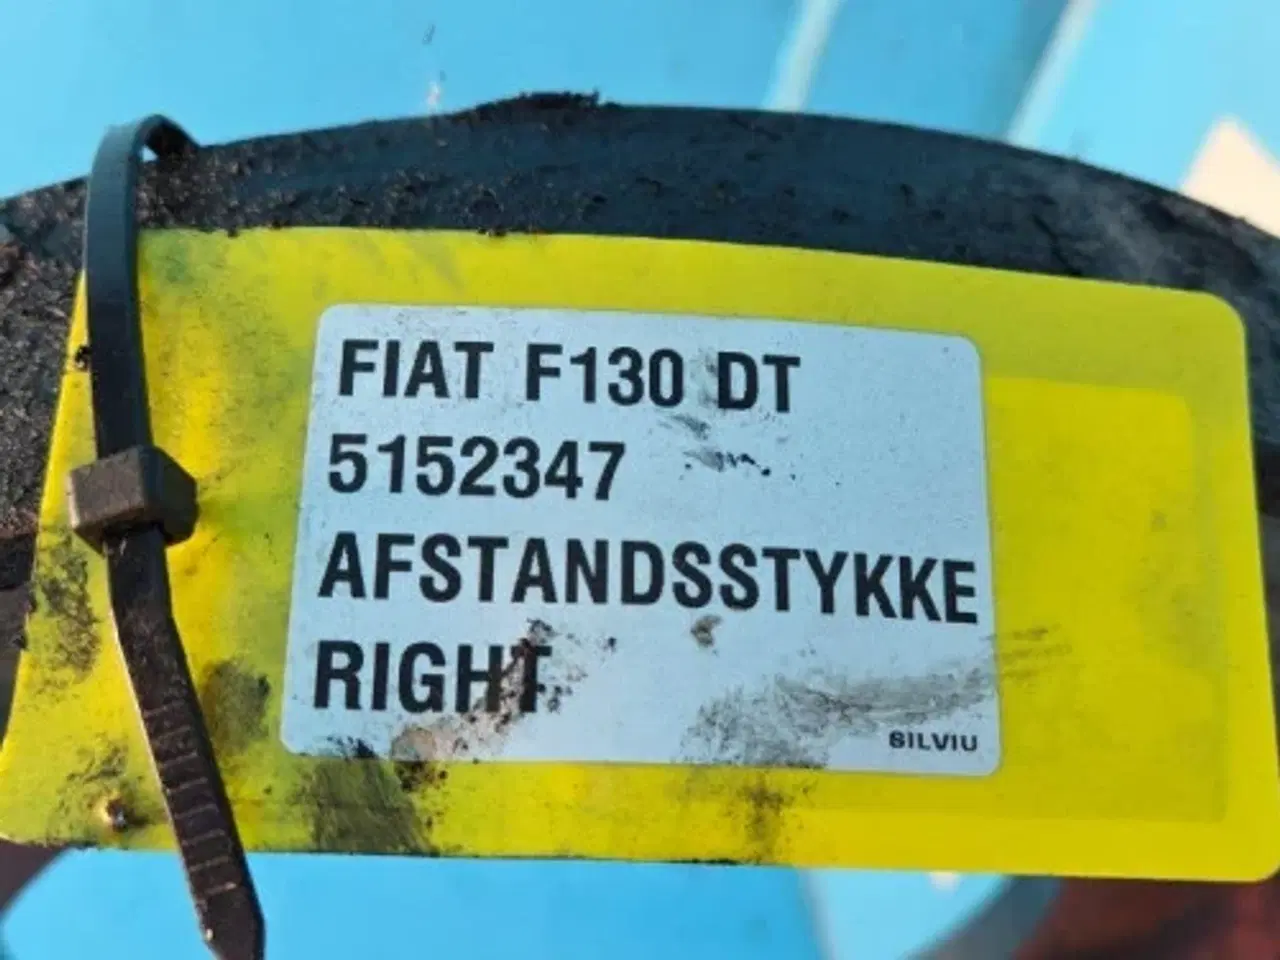 FIAT F130 DT
5152347
AFSTANDSSTYKKE
RIGHT
SILVIU